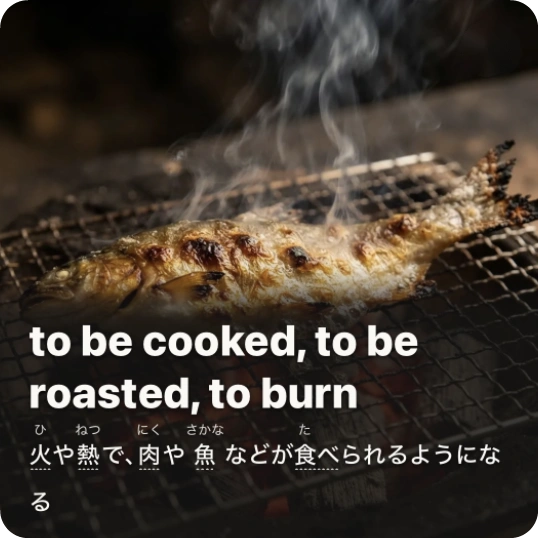 to be cooked, to be
roasted, to burn
ひ ねつ にく さかな た
火や熱で、肉や 魚 などが食べられるようにな
る